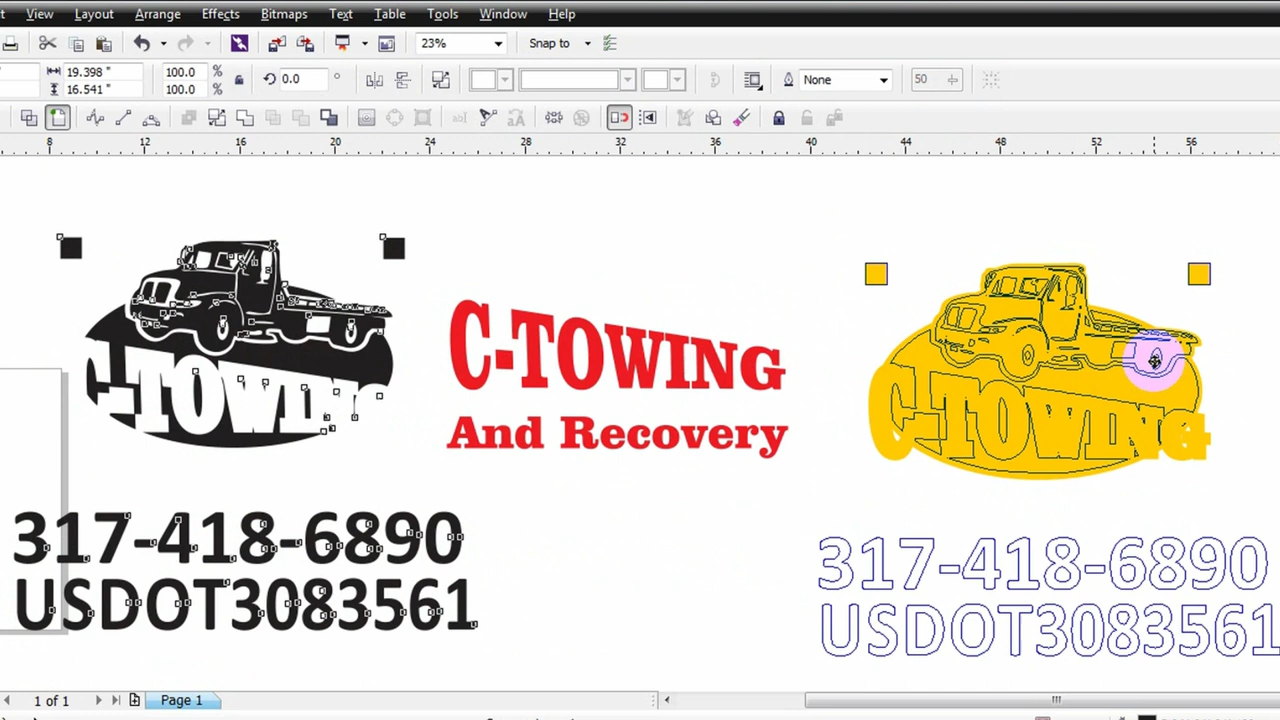 View Layout Arrange Effects Bitmaps Text Table Tools Window Help
23% Snap to
19.398 " 100.0 % 0.0 ° None 50
16.541 " 100.0 %
8 12 16 20 24 28 32 36 40 44 48 52 56
C-TOWING
And Recovery
C-TOWIN
C-TOWING
317-418-6890
USDOT3083561
317-418-6890
USDOT3083561
1 of 1 Page 1